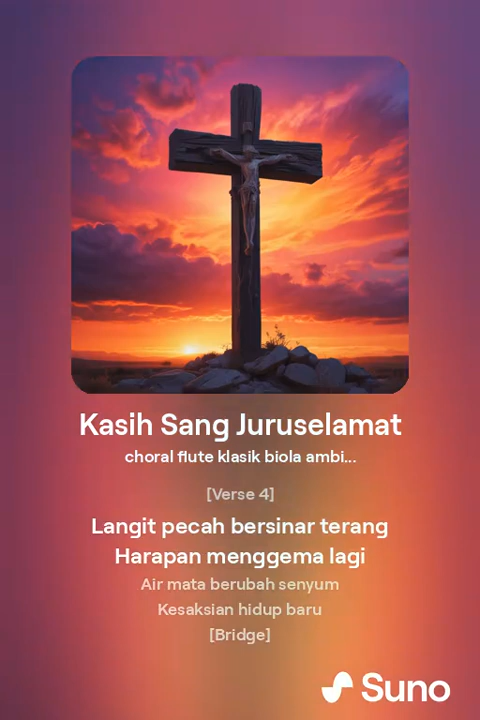 Kasih Sang Juruselamat
choral flute klasik biola ambi...
[Verse 4]
Langit pecah bersinar terang
Harapan menggema lagi
Air mata berubah senyum
Kesaksian hidup baru
[Bridge]
Suno